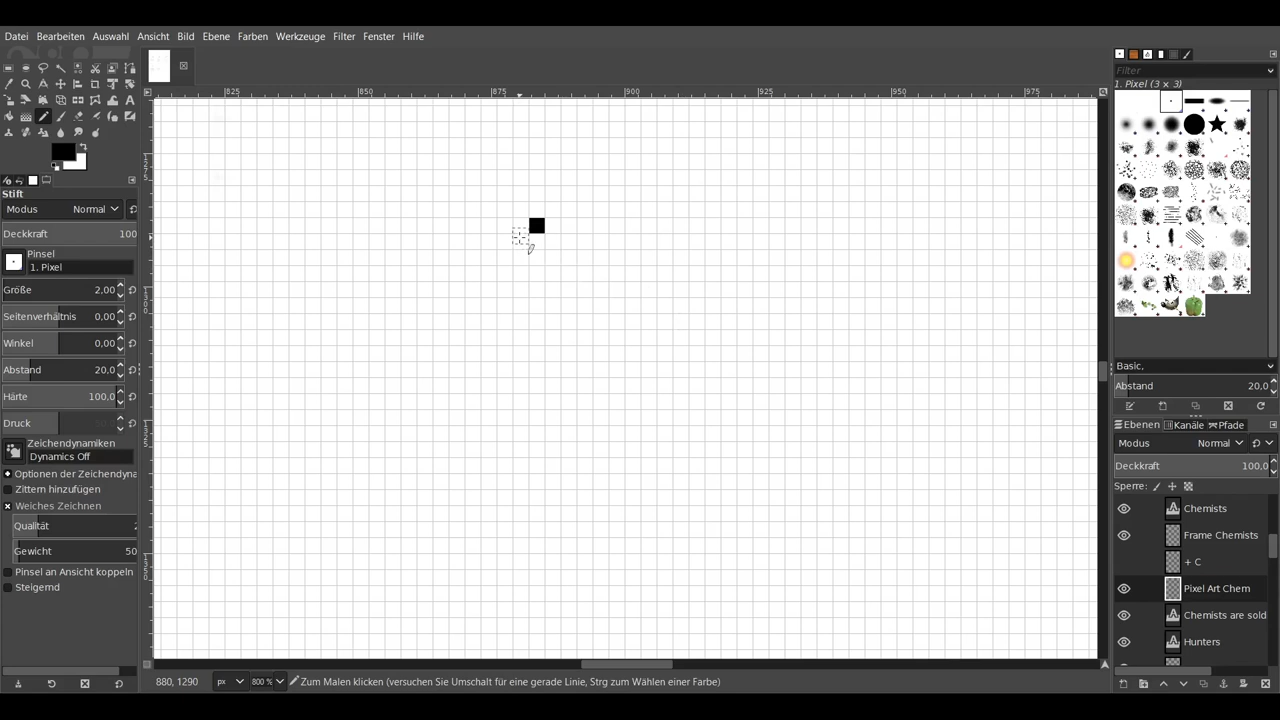 Datei Bearbeiten Auswahl Ansicht Bild Ebene Farben Werkzeuge Filter Fenster Hilfe
Filter
1. Pixel (3 × 3)
825 850 875 900 925 950 975
1275
1300
1325
1350
Stift
Modus Normal
Deckkraft 100
Pinsel
1. Pixel
Größe 2,00
Seitenverhältnis 0,00
Winkel 0,00
Abstand 20,0
Härte 100,0
Druck
Zeichendynamiken
Dynamics Off
Optionen der Zeichendyna
Zittern hinzufügen
Weiches Zeichnen
Qualität 2
Gewicht 50
Pinsel an Ansicht koppeln
Steigernd
Basic.
Abstand 20,0
Ebenen Kanäle Pfade
Modus Normal
Deckkraft 100,0
Sperre:
Chemists
Frame Chemists
+ C
Pixel Art Chem
Chemists are sold
Hunters
880, 1290 px 800 % Zum Malen klicken (versuchen Sie Umschalt für eine gerade Linie, Strg zum Wählen einer Farbe)